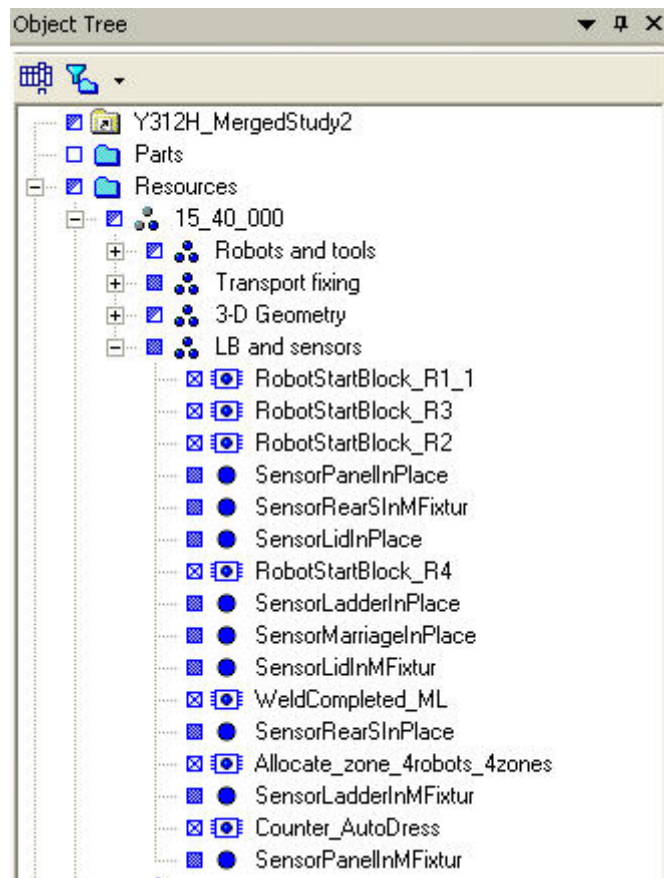 Object Tree
Y312H_MergedStudy2
Parts
Resources
15_40_000
Robots and tools
Transport fixing
3-D Geometry
LB and sensors
RobotStartBlock_R1_1
RobotStartBlock_R3
RobotStartBlock_R2
SensorPanelInPlace
SensorRearSInMFixtur
SensorLidInPlace
RobotStartBlock_R4
SensorLadderInPlace
SensorMarriageInPlace
SensorLidInMFixtur
WeldCompleted_ML
SensorRearSInPlace
Allocate_zone_4robots_4zones
SensorLadderInMFixtur
Counter_AutoDress
SensorPanelInMFixtur